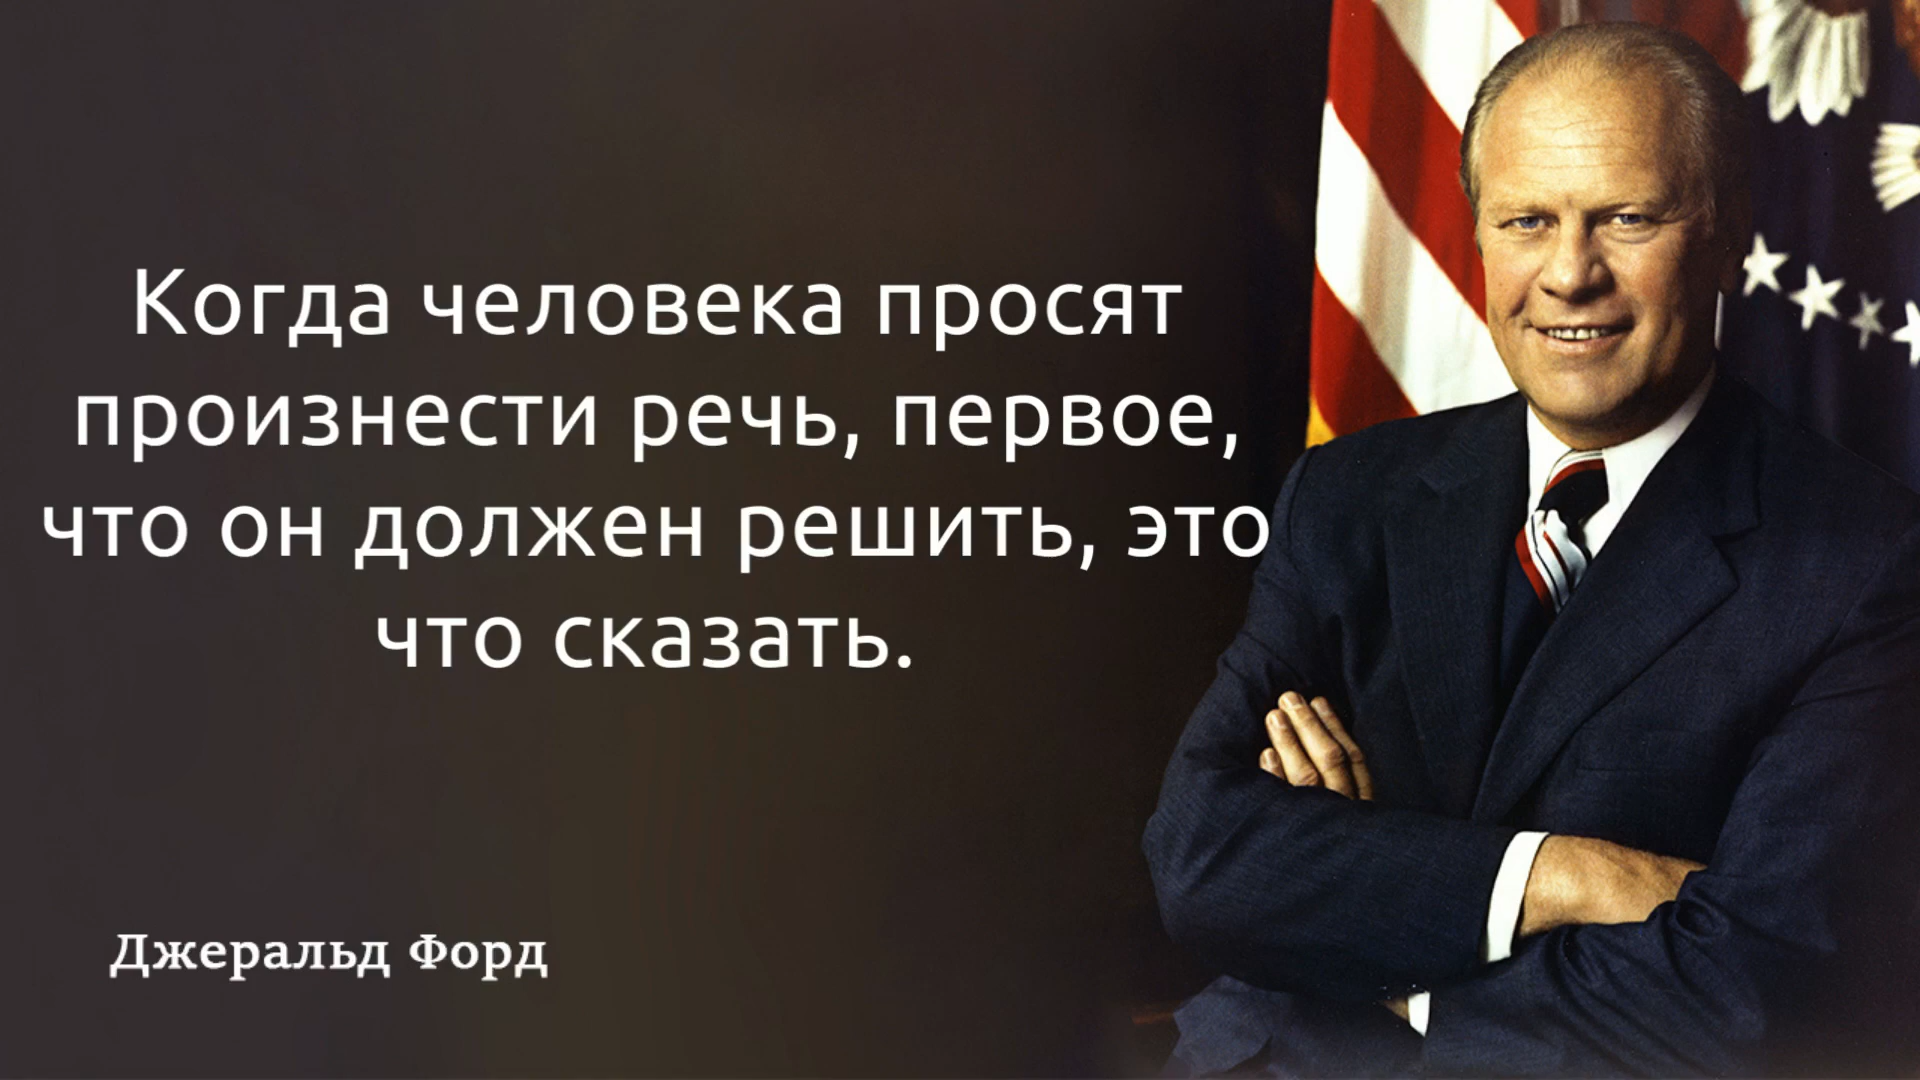 Когда человека просят
произнести речь, первое,
что он должен решить, это
что сказать.
Джеральд Форд